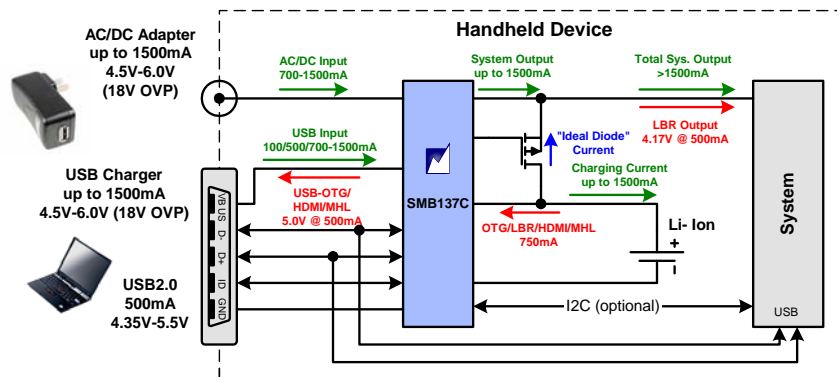 AC/DC Adapter
up to 1500mA
4.5V-6.0V
(18V OVP)
Handheld Device
AC/DC Input
700-1500mA
System Output
up to 1500mA
Total Sys. Output
>1500mA
LBR Output
4.17V @ 500mA
"Ideal Diode"
Current
USB Input
100/500/700-1500mA
Charging Current
up to 1500mA
USB Charger
up to 1500mA
4.5V-6.0V (18V OVP)
USB-OTG/
HDMI/MHL
5.0V @ 500mA
SMB137C
OTG/LBR/HDMI/MHL
750mA
Li- Ion
+
System
VB US
D-
D+
ID
GND
USB2.0
500mA
4.35V-5.5V
I2C (optional)
USB